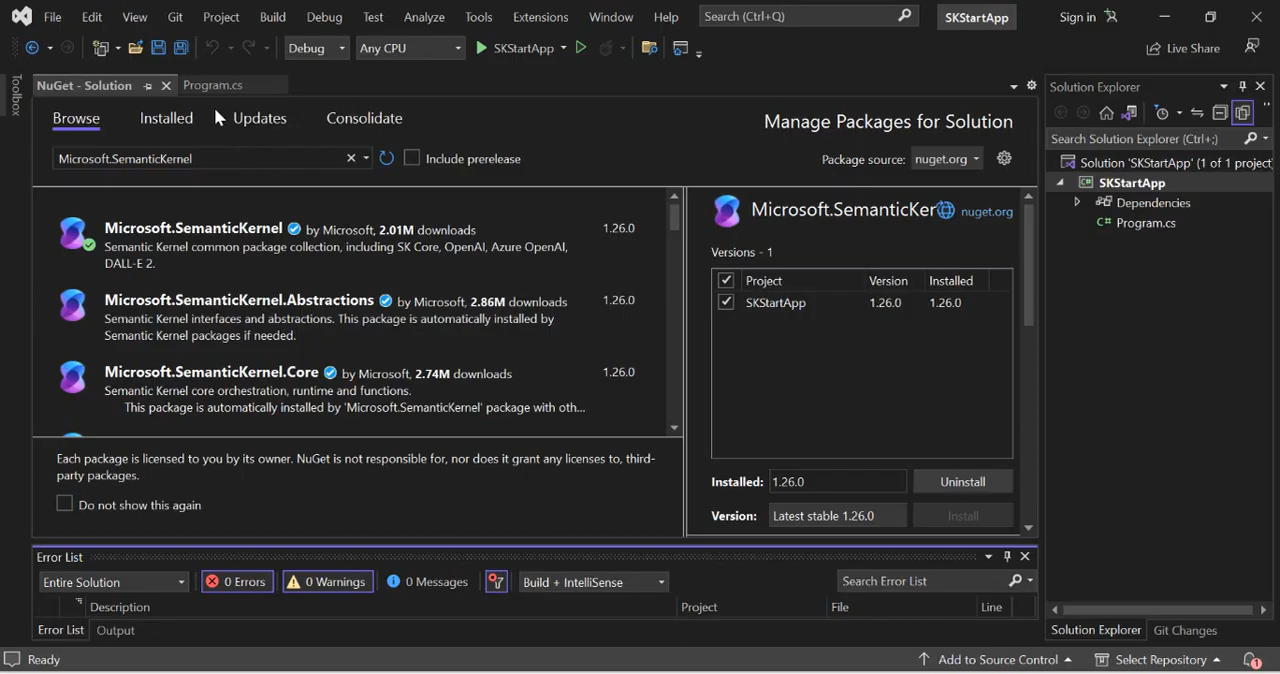 File Edit View Git Project Build Debug Test Analyze Tools Extensions Window Help Search (Ctrl+Q) SKStartApp Sign in
Debug Any CPU SKStartApp Live Share
Toolbox
NuGet - Solution Program.cs
Browse Installed Updates Consolidate
Manage Packages for Solution
Microsoft.SemanticKernel Include prerelease
Package source: nuget.org
Microsoft.SemanticKernel by Microsoft, 2.01M downloads 1.26.0
Semantic Kernel common package collection, including SK Core, OpenAI, Azure OpenAI,
DALL-E 2.
Microsoft.SemanticKernel.Abstractions by Microsoft, 2.86M downloads 1.26.0
Semantic Kernel interfaces and abstractions. This package is automatically installed by
Semantic Kernel packages if needed.
Microsoft.SemanticKernel.Core by Microsoft, 2.74M downloads 1.26.0
Semantic Kernel core orchestration, runtime and functions.
This package is automatically installed by 'Microsoft.SemanticKernel' package with oth...
Each package is licensed to you by its owner. NuGet is not responsible for, nor does it grant any licenses to, third-
party packages.
Do not show this again
Microsoft.SemanticKer nuget.org
Versions - 1
Project Version Installed
SKStartApp 1.26.0 1.26.0
Installed: 1.26.0 Uninstall
Version: Latest stable 1.26.0 Install
Solution Explorer
Search Solution Explorer (Ctrl+;)
Solution 'SKStartApp' (1 of 1 project)
SKStartApp
Dependencies
Program.cs
Error List
Entire Solution 0 Errors 0 Warnings 0 Messages Build + IntelliSense Search Error List
Description Project File Line
Error List Output
Solution Explorer Git Changes
Ready Add to Source Control Select Repository 1